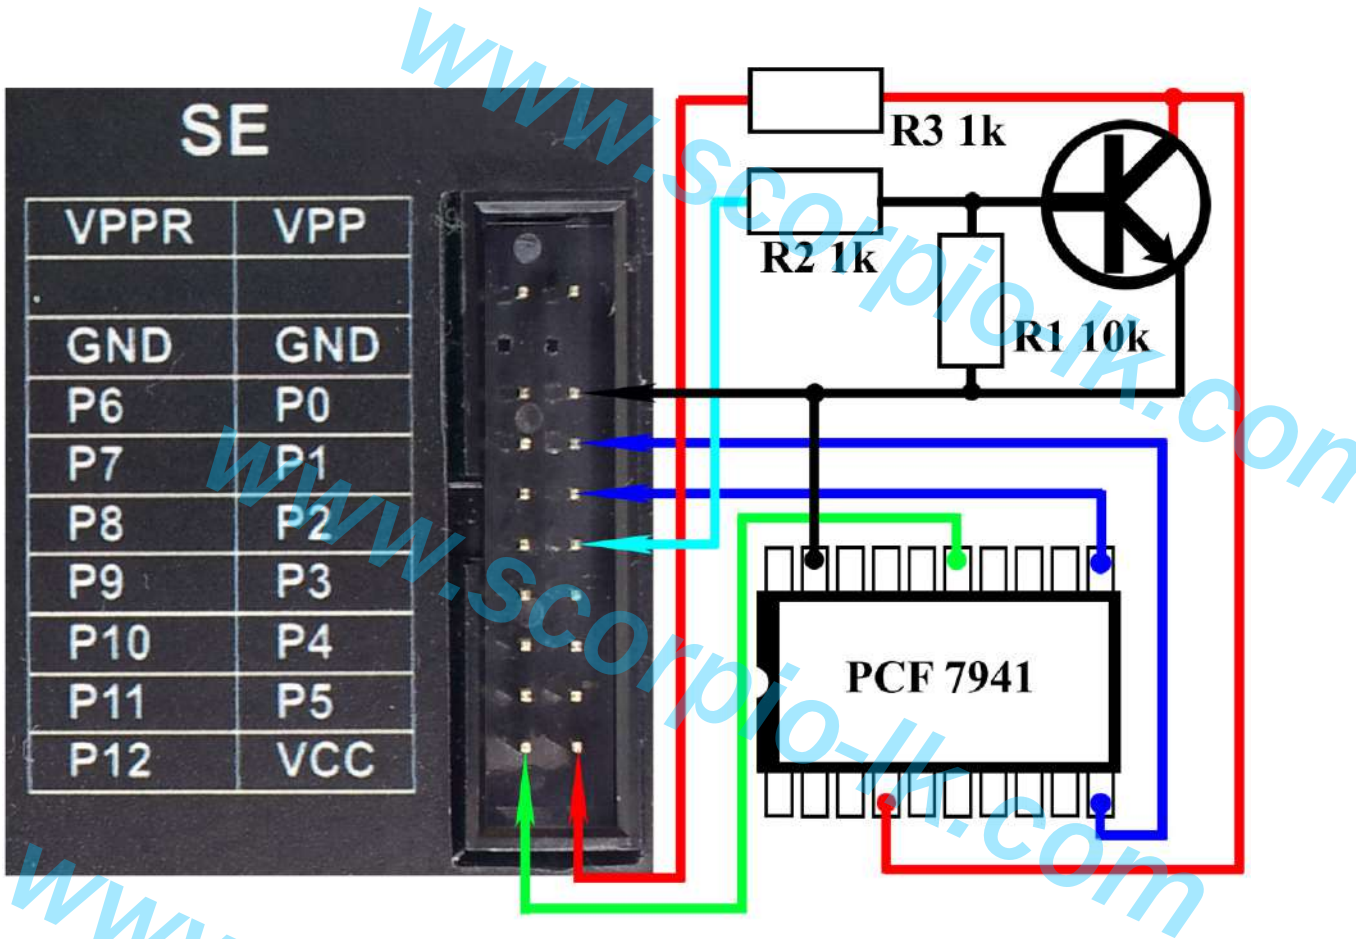 SE
VPPR VPP
GND GND
P6 P0
P7 P1
P8 P2
P9 P3
P10 P4
P11 P5
P12 VCC
R3 1k
R2 1k
R1 10k
PCF 7941
www.scorpio-lk.com
www.scorpio-lk.com
www